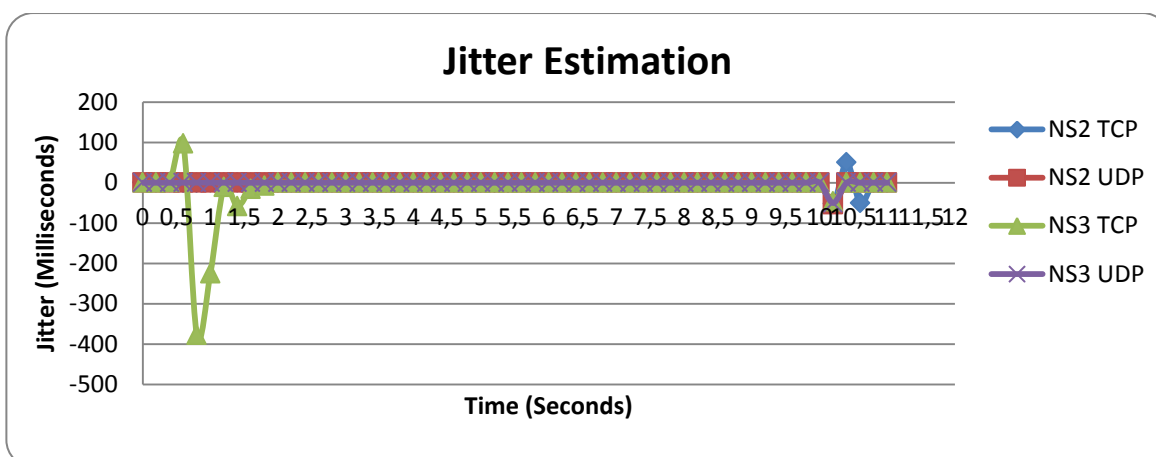 Jitter Estimation
200
100
0
-100
-200
-300
-400
-500
Jitter (Milliseconds)
0 0,5 1 1,5 2 2,5 3 3,5 4 4,5 5 5,5 6 6,5 7 7,5 8 8,5 9 9,5 10 10,5 11 11,5 12
Time (Seconds)
NS2 TCP
NS2 UDP
NS3 TCP
NS3 UDP